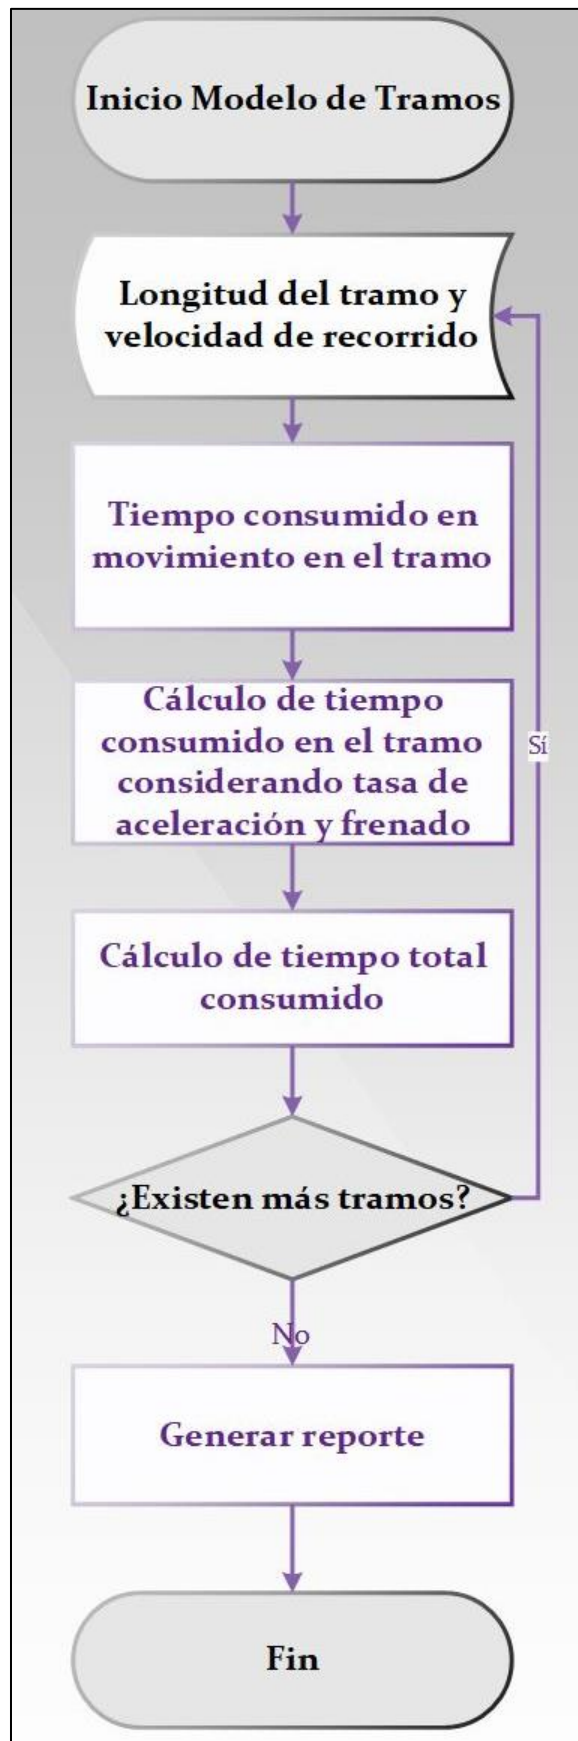 Inicio Modelo de Tramos
Longitud del tramo y
velocidad de recorrido
Tiempo consumido en
movimiento en el tramo
Cálculo de tiempo
consumido en el tramo
considerando tasa de
aceleración y frenado
Sí
Cálculo de tiempo total
consumido
¿Existen más tramos?
No
Generar reporte
Fin